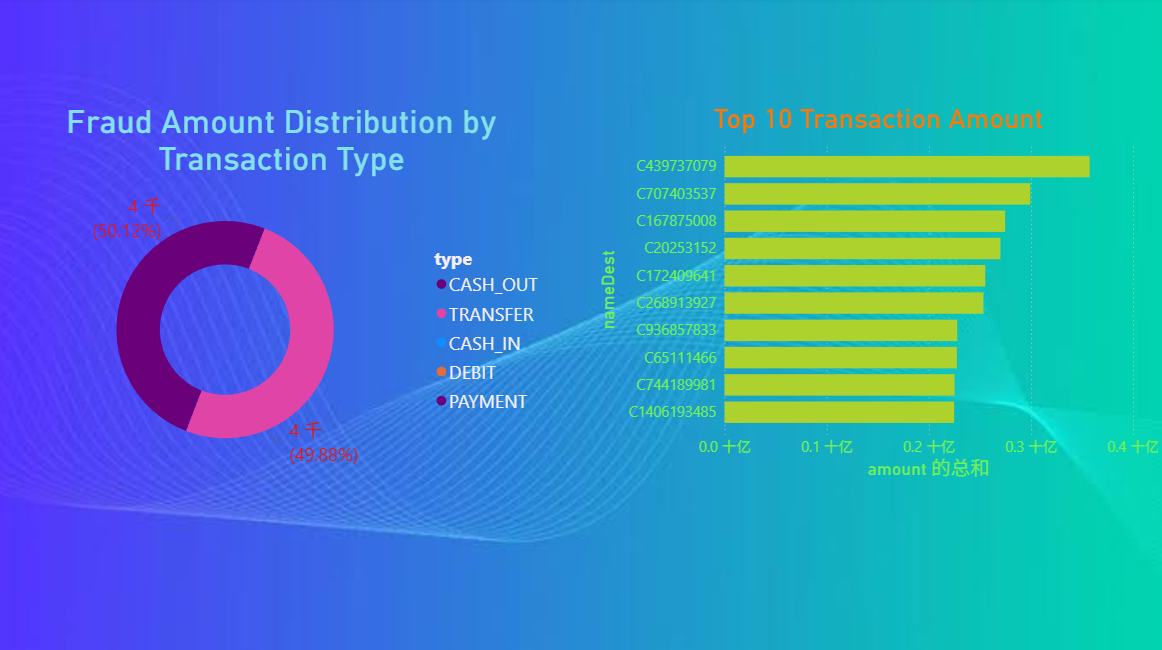 Fraud Amount Distribution by
Transaction Type
4 千
(50.12%)
4 千
(49.88%)
type
CASH_OUT
TRANSFER
CASH_IN
DEBIT
PAYMENT
Top 10 Transaction Amount
nameDest
C439737079
C707403537
C167875008
C20253152
C172409641
C268913927
C936857833
C65111466
C744189981
C1406193485
0.0 十亿 0.1 十亿 0.2 十亿 0.3 十亿 0.4 十亿
amount 的总和